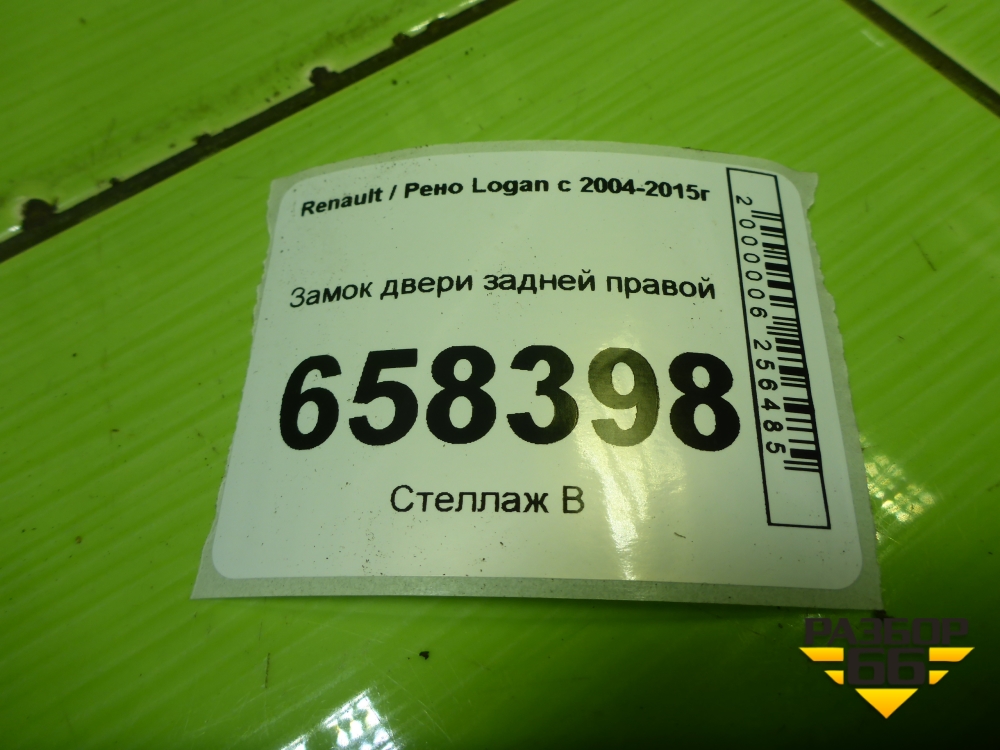 Renault / Рено Logan с 2004-2015г
Замок двери задней правой
658398
Стеллаж В
2000006256485
РАЗБОР
66